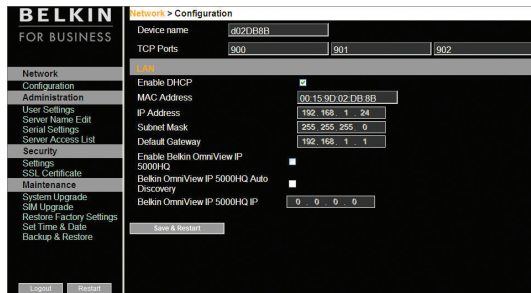 BELKIN
FOR BUSINESS
Network
Configuration
Administration
User Settings
Server Name Edit
Serial Settings
Server Access List
Security
Settings
SSL Certificate
Maintenance
System Upgrade
SIM Upgrade
Restore Factory Settings
Set Time & Date
Backup & Restore
Logout Restart
Network > Configuration
Device name d02DB8B
TCP Ports 900 901 902
LAN
Enable DHCP
MAC Address 00:15:9D:02:DB:8B
IP Address 192. 168. 1 . 24
Subnet Mask 255. 255. 255. 0
Default Gateway 192. 168. 1 . 1
Enable Belkin OmniView IP
5000HQ
Belkin OmniView IP 5000HQ Auto
Discovery
Belkin OmniView IP 5000HQ IP 0 . 0 . 0 . 0
Save & Restart